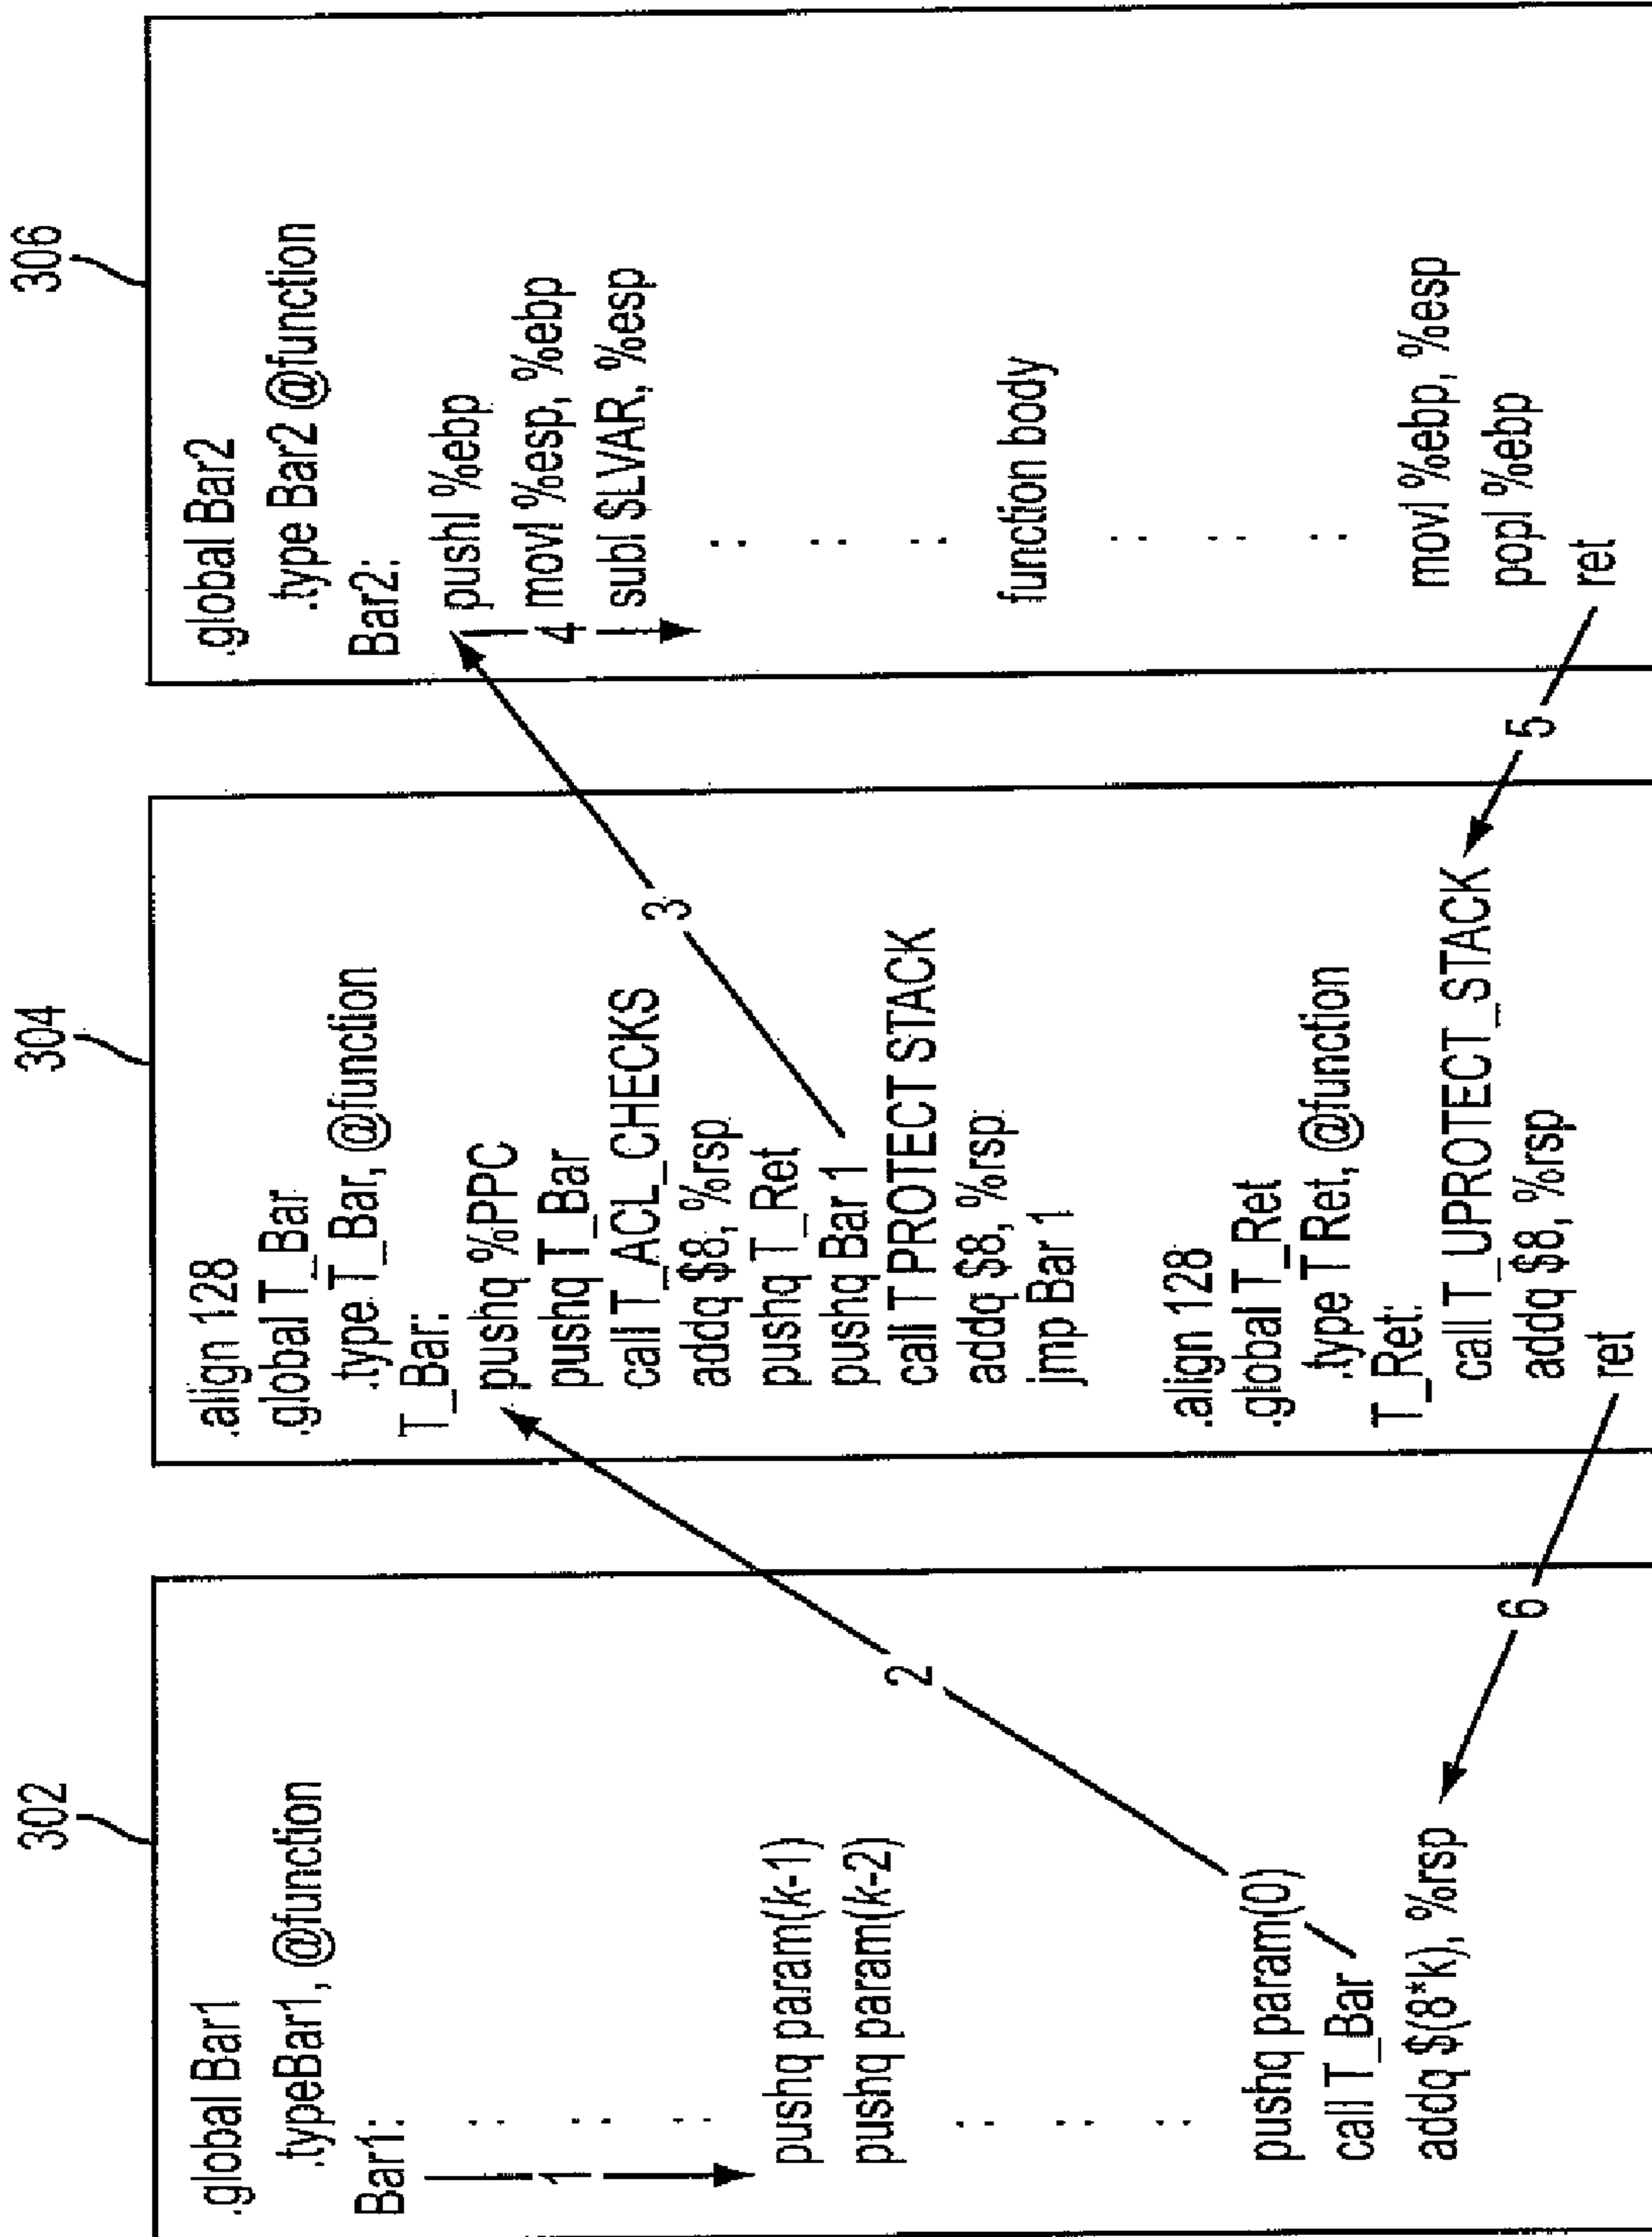 302
.global Bar1
.typeBar1, @function
Bar1:
1
pushq param(k-1)
pushq param(k-2)
pushq param(0)
call T_Bar
addq $(8*k), %rsp
2
6
304
.align 128
.global T_Bar
.type T_Bar, @function
T_Bar:
pushq %PPC
pushq T_Bar
call T_ACL_CHECKS
addq $8, %rsp
pushq T_Ret
pushq Bar 1
call T PROTECT STACK
addq $8, %rsp
jmp Bar 1
.align 128
.global T_Ret
.type T Ret, @function
T_Ret:
call T_UPROTECT_STACK
addq $8, %rsp
ret
3
5
306
.global Bar2
.type Bar2 @function
Bar2:
pushl %ebp
movl %esp, %ebp
subl $LVAR, %esp
4
function body
movl %ebp, %esp
popl %ebp
ret